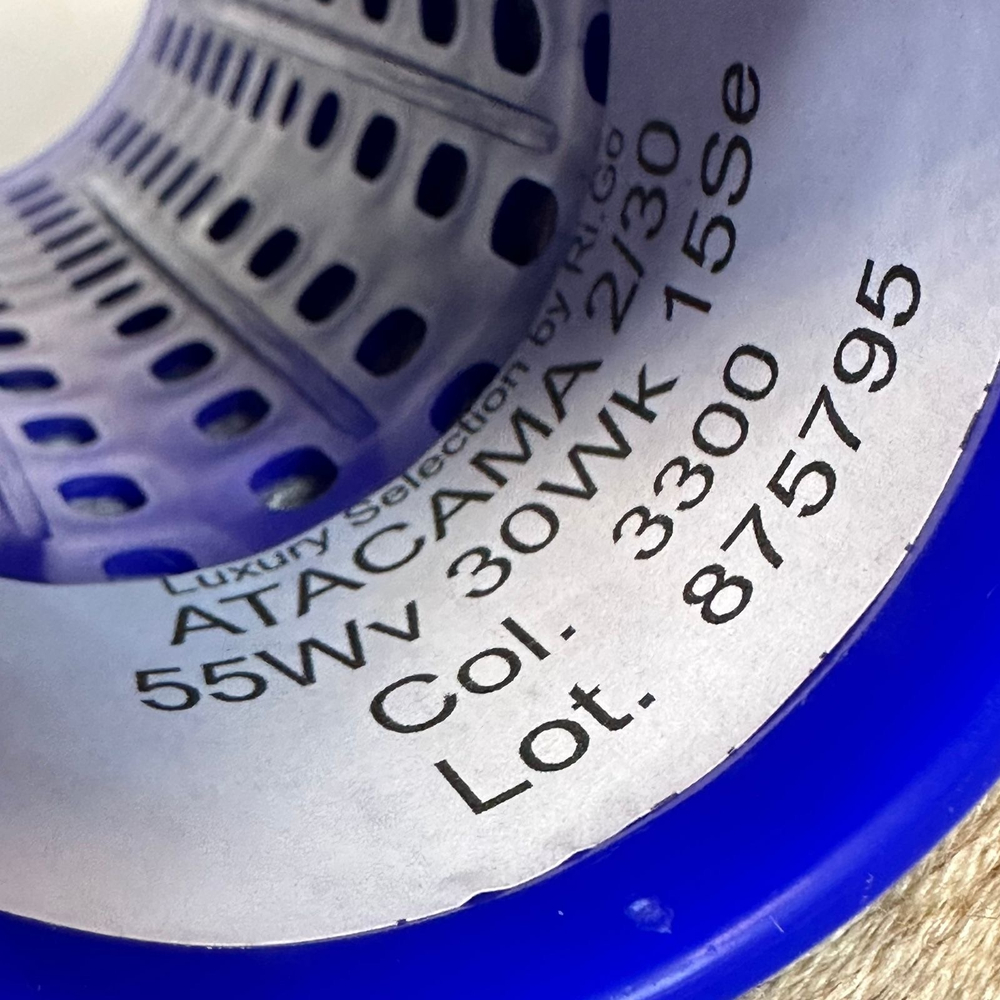 Luxury Selection by Ri.Go
ATACAMA 2/30
55Wv 30Wk 15Se
Col. 3300
Lot. 875795